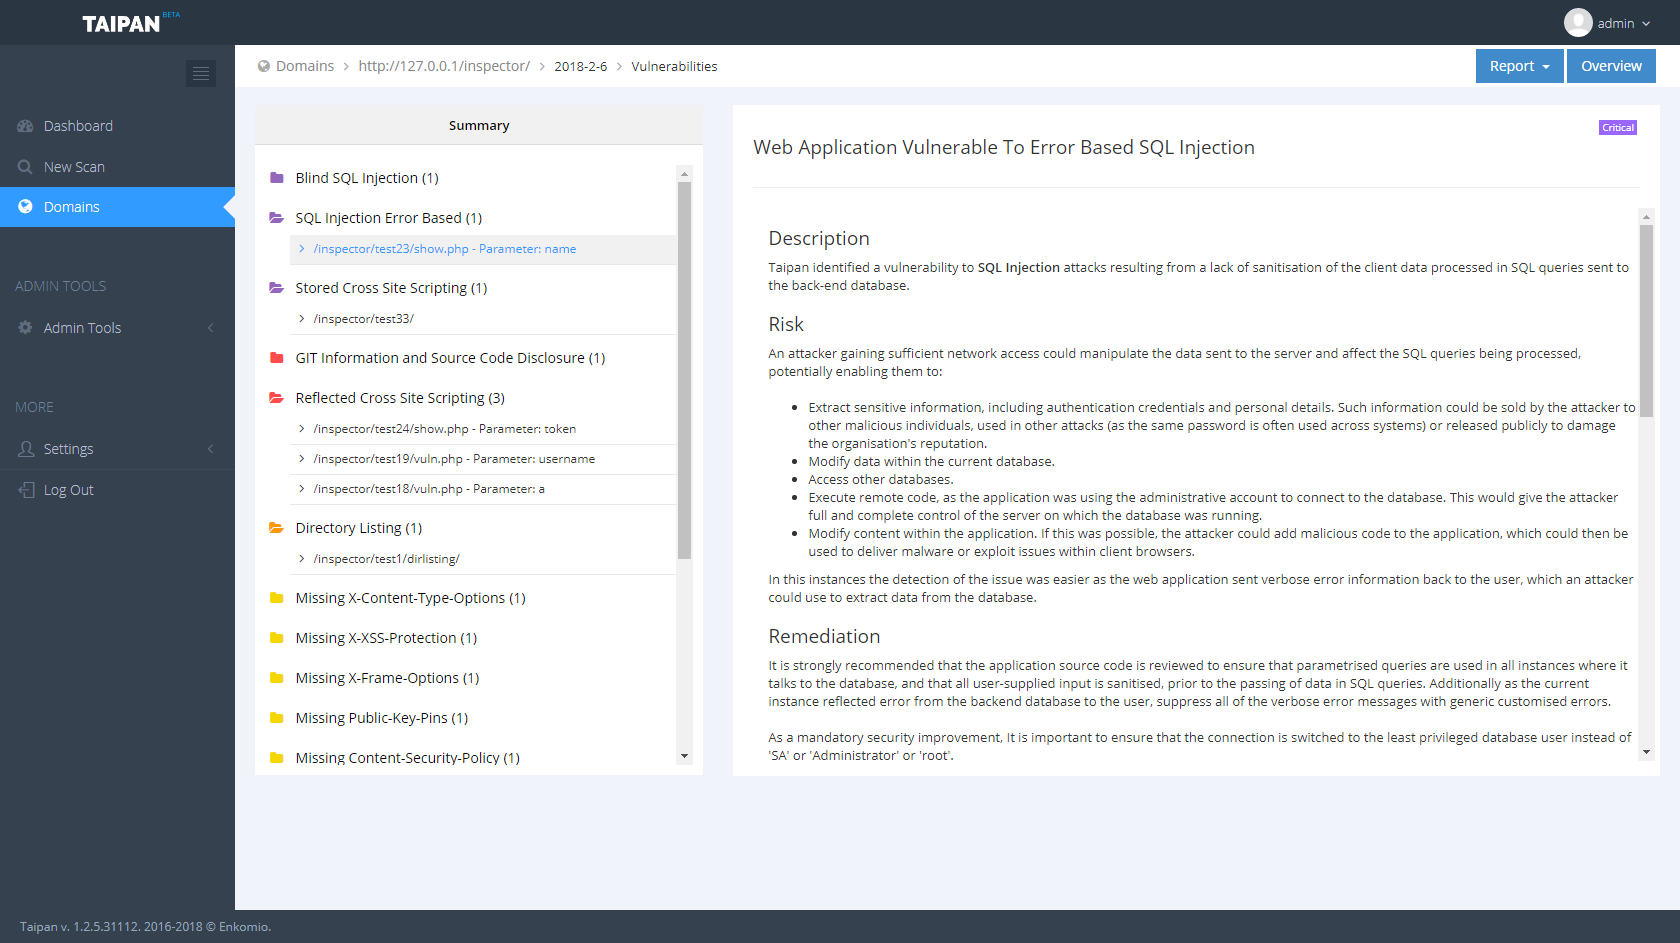 TAIPAN BETA
admin
Domains > http://127.0.0.1/inspector/ > 2018-2-6 > Vulnerabilities
Report
Overview
Dashboard
New Scan
Domains
ADMIN TOOLS
Admin Tools
MORE
Settings
Log Out
Summary
Blind SQL Injection (1)
SQL Injection Error Based (1)
/inspector/test23/show.php - Parameter: name
Stored Cross Site Scripting (1)
/inspector/test33/
GIT Information and Source Code Disclosure (1)
Reflected Cross Site Scripting (3)
/inspector/test24/show.php - Parameter: token
/inspector/test19/vuln.php - Parameter: username
/inspector/test18/vuln.php - Parameter: a
Directory Listing (1)
/inspector/test1/dirlisting/
Missing X-Content-Type-Options (1)
Missing X-XSS-Protection (1)
Missing X-Frame-Options (1)
Missing Public-Key-Pins (1)
Missing Content-Security-Policy (1)
Critical
Web Application Vulnerable To Error Based SQL Injection
Description
Taipan identified a vulnerability to SQL Injection attacks resulting from a lack of sanitisation of the client data processed in SQL queries sent to
the back-end database.
Risk
An attacker gaining sufficient network access could manipulate the data sent to the server and affect the SQL queries being processed,
potentially enabling them to:
• Extract sensitive information, including authentication credentials and personal details. Such information could be sold by the attacker to
other malicious individuals, used in other attacks (as the same password is often used across systems) or released publicly to damage
the organisation's reputation.
• Modify data within the current database.
• Access other databases.
• Execute remote code, as the application was using the administrative account to connect to the database. This would give the attacker
full and complete control of the server on which the database was running.
• Modify content within the application. If this was possible, the attacker could add malicious code to the application, which could then be
used to deliver malware or exploit issues within client browsers.
In this instances the detection of the issue was easier as the web application sent verbose error information back to the user, which an attacker
could use to extract data from the database.
Remediation
It is strongly recommended that the application source code is reviewed to ensure that parametrised queries are used in all instances where it
talks to the database, and that all user-supplied input is sanitised, prior to the passing of data in SQL queries. Additionally as the current
instance reflected error from the backend database to the user, suppress all of the verbose error messages with generic customised errors.
As a mandatory security improvement, It is important to ensure that the connection is switched to the least privileged database user instead of
'SA' or 'Administrator' or 'root'.
Taipan v. 1.2.5.31112. 2016-2018 © Enkomio.